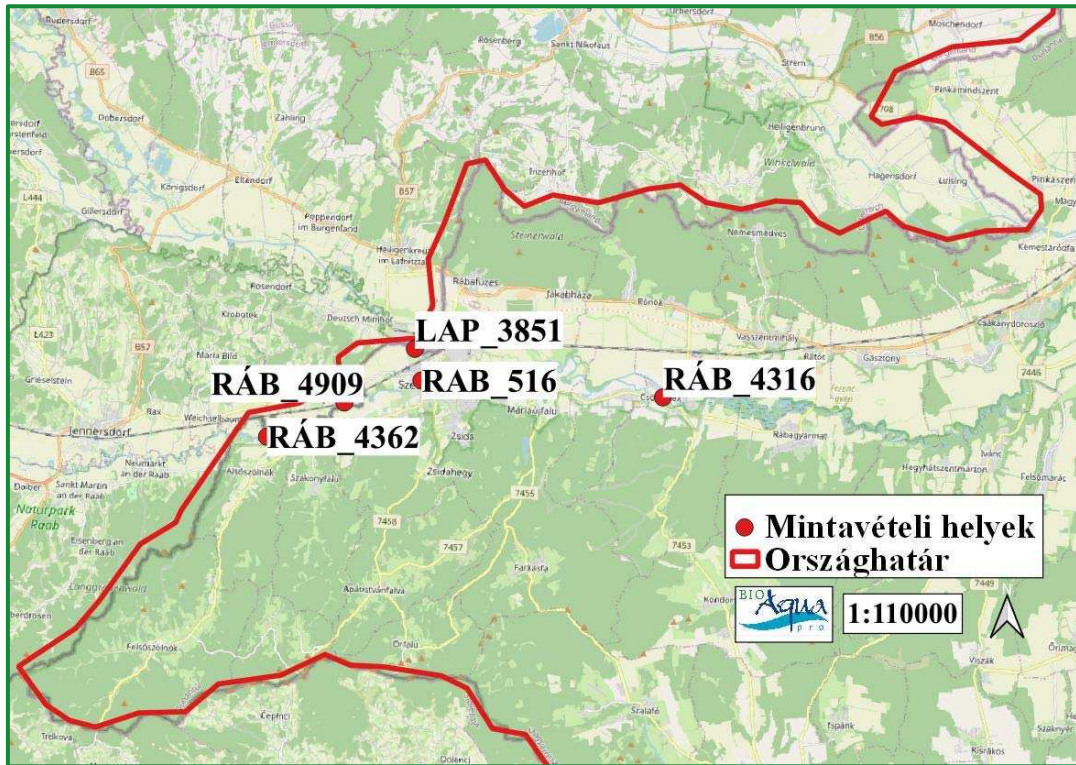 Rudersdorf
Rosenberg
Sankt Nikolaus
B56
Moschendorf
B65
Strem
Dobersdorf
Zahling
708
Pinkamindszent
Heiligenbrunn
L444
Königsdorf
Eltendorf
B57
Inzenhof
Winkelwald
Hagensdorf
Luising
Gillersdorf
Poppendorf
im Burgenland
Steinerwald
Nemesmedves
Kemestaródfa
Heiligenkreuz
im Lafnitztal
Rábafüzes
Rosendorf
Jakabháza
Rönök
Krobotek
Deutsch Minihof
L423
LAP_3851
Vasszentmihály
Csákánydoroszló
B57
Maria Bild
Rátót
Gasztony
Grieselstein
RÁB_4909
RAB_516
RÁB_4316
7446
Rax
Weichselbaum
Máriaújfalu
Jennersdorf
RÁB_4362
Zsida
Rábagyarmat
Neumarkt
an der Raab
Alsószölnök
Szakonyfalu
Zsidahegy
Ivánc
Hegyhátszentmárton
Felsőmarác
Sankt Martin
an der Raab
Naturpark
Raab
7455
7458
Mintavételi helyek
Eisenberg an
der Raab
7457
7453
Országhatár
Farkasfa
7449
Apátistvánfalva
BIO
Aqua
pro
1:110000
Felsőszölnök
Orfalu
Viszák
Čepinci
Szalafő
Ispánk
Trdkova
Kisrákos